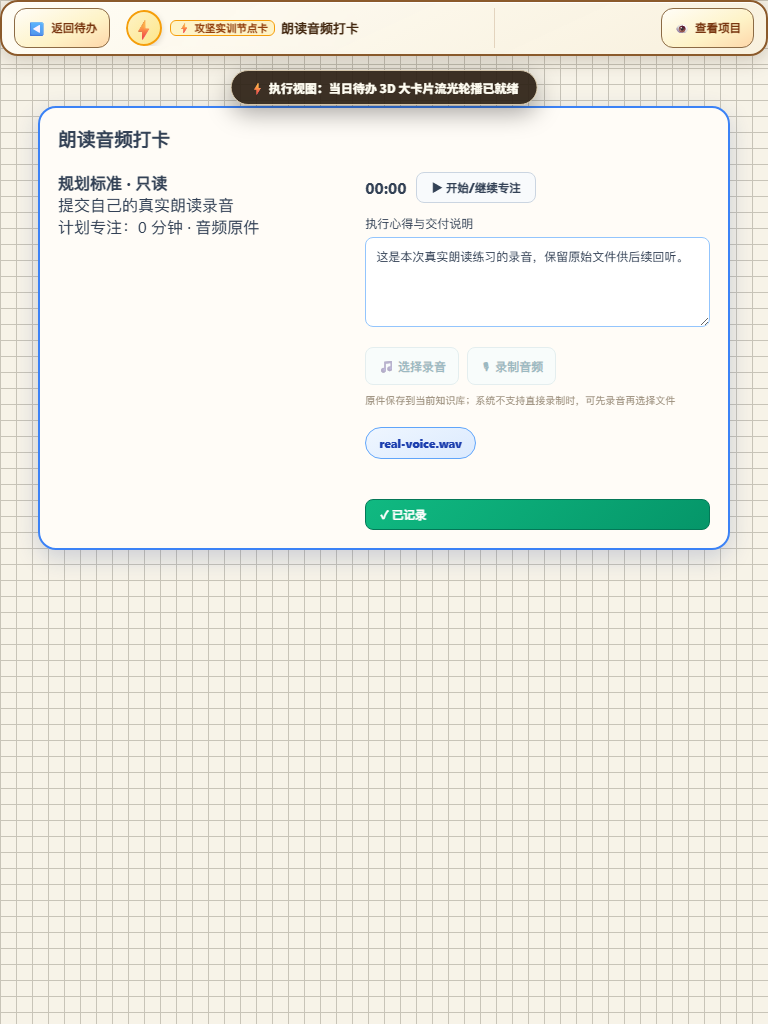 返回待办
攻坚实训节点卡
朗读音频打卡
查看项目
执行视图：当日待办 3D 大卡片流光轮播已就绪
朗读音频打卡
规划标准 · 只读
提交自己的真实朗读录音
计划专注：0 分钟 · 音频原件
00:00
▶ 开始/继续专注
执行心得与交付说明
这是本次真实朗读练习的录音，保留原始文件供后续回听。
选择录音
录制音频
原件保存到当前知识库；系统不支持直接录制时，可先录音再选择文件
real-voice.wav
✓ 已记录